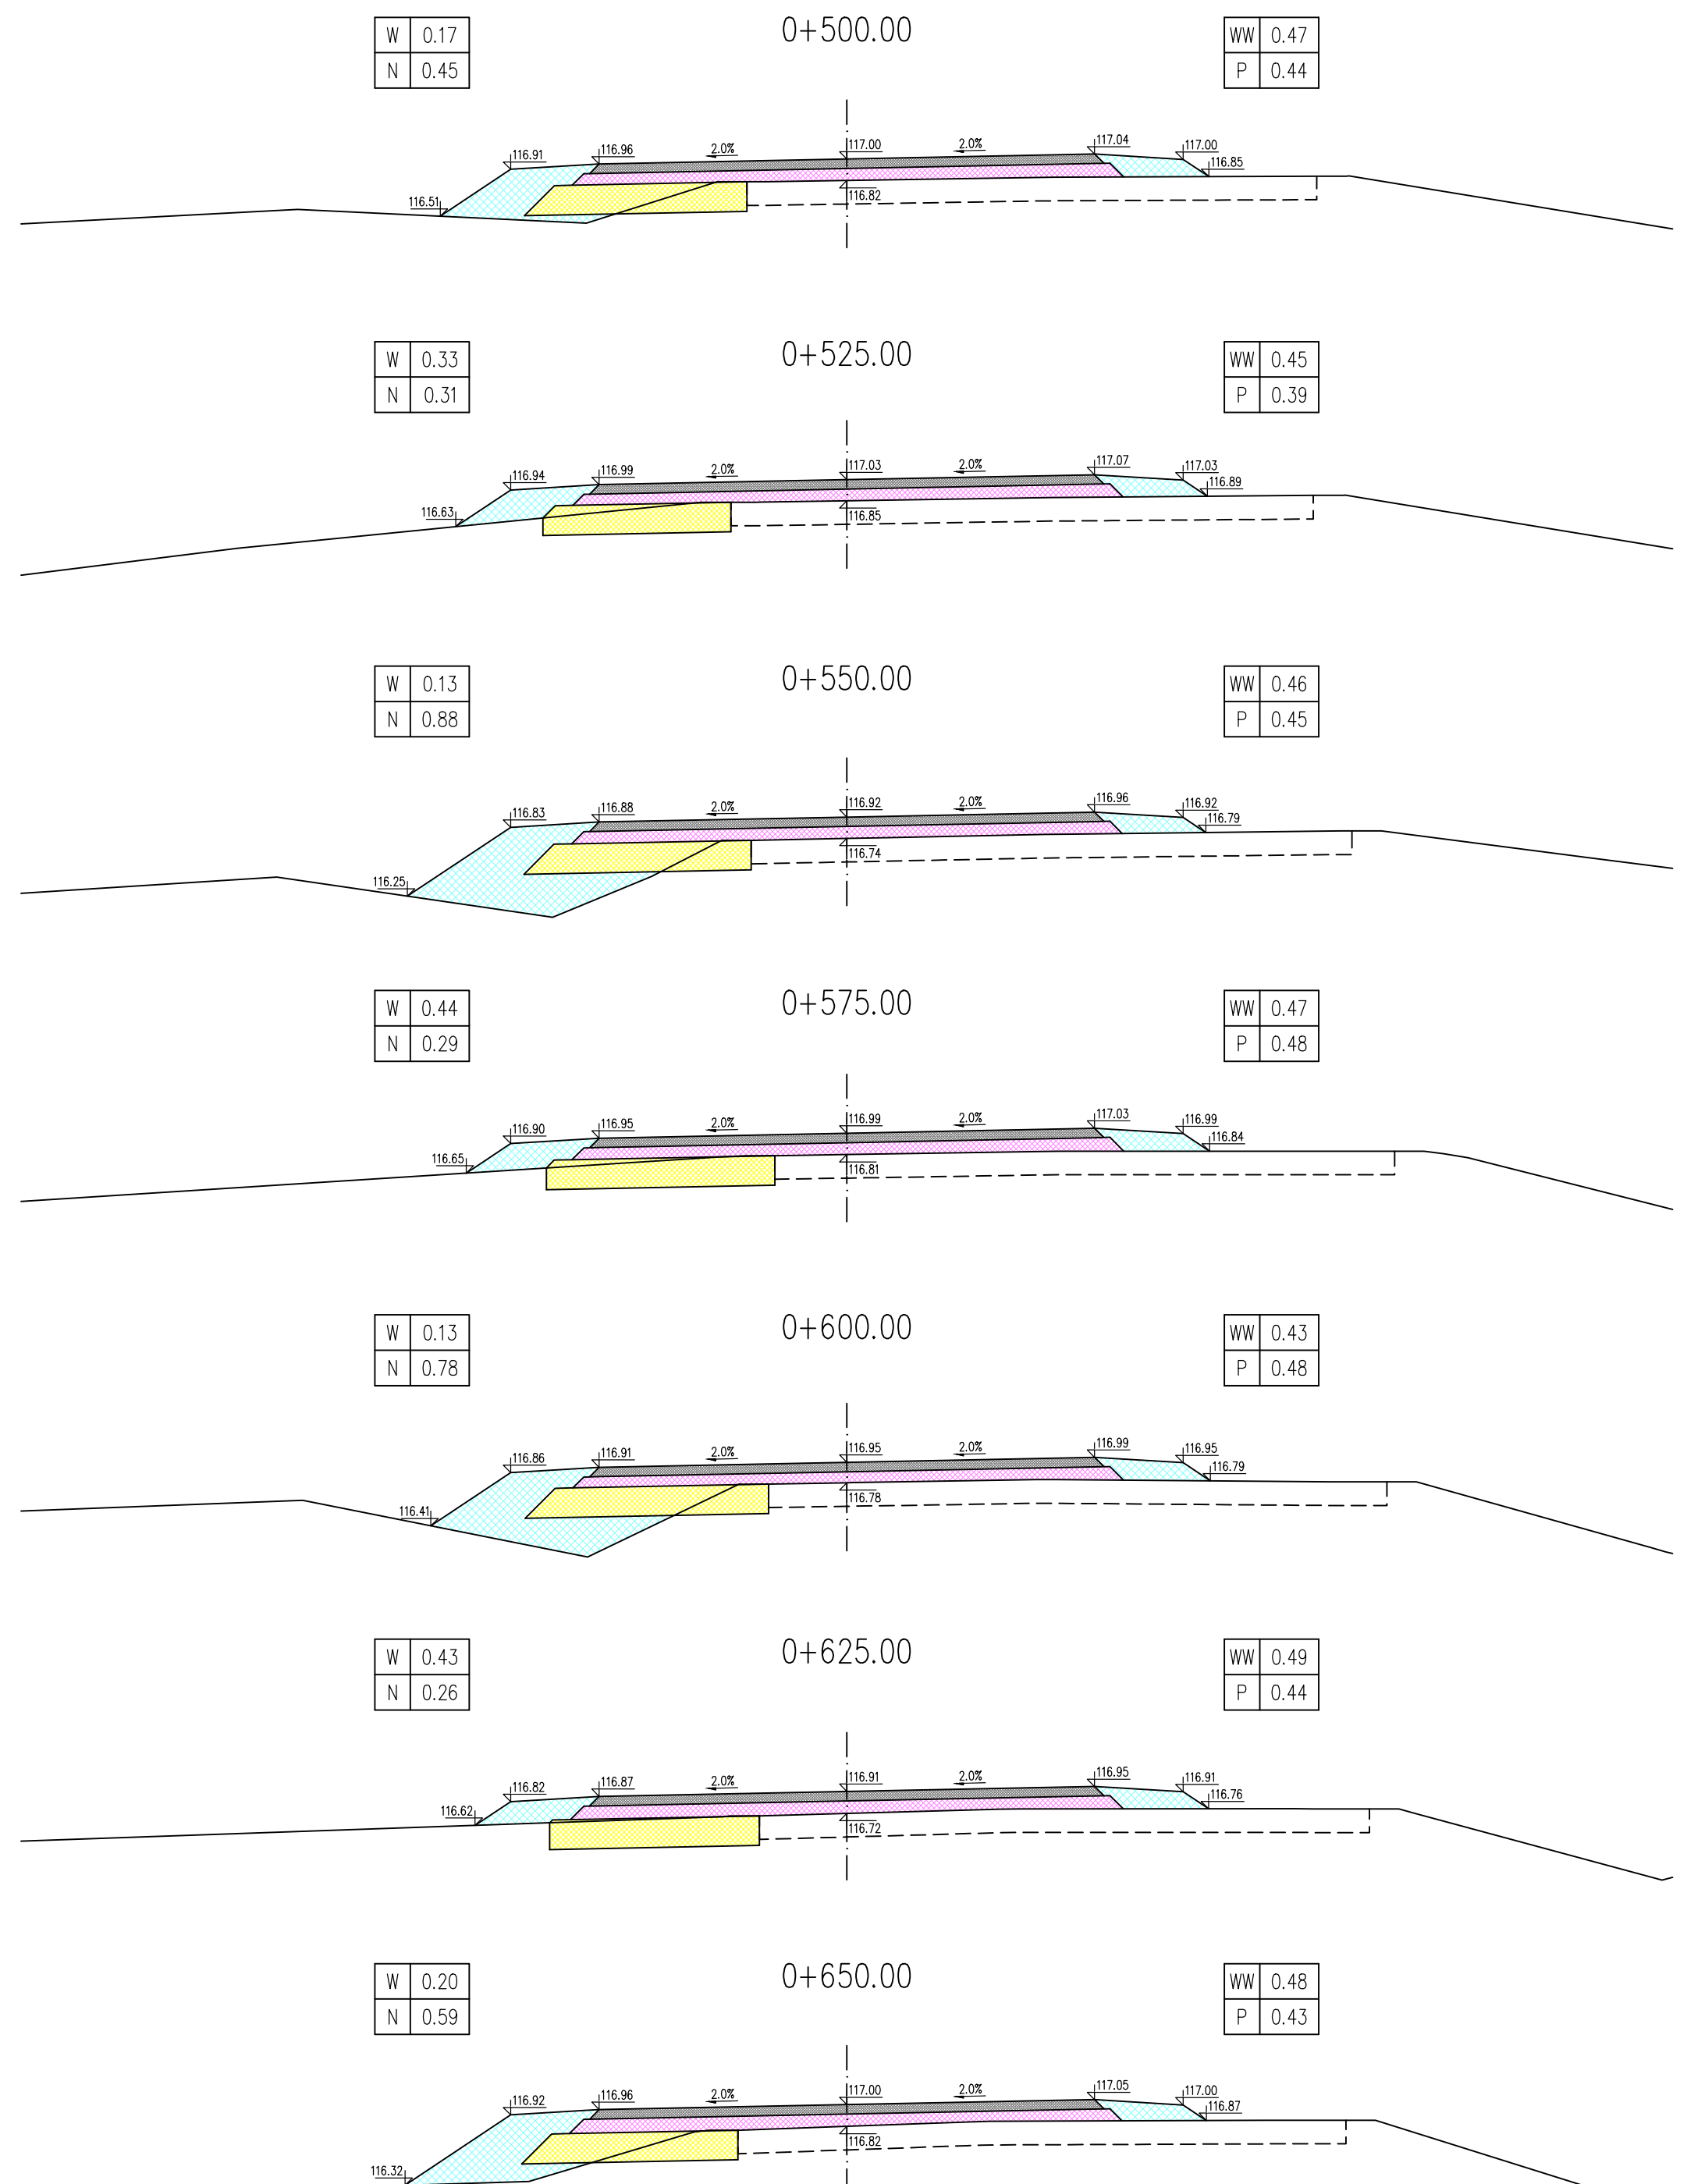 W 0.17 0+500.00 WW 0.47
N 0.45 P 0.44
116.91 116.96 2.0% 117.00 2.0% 117.04 117.00 116.85
116.51 116.82
W 0.33 0+525.00 WW 0.45
N 0.31 P 0.39
116.94 116.99 2.0% 117.03 2.0% 117.07 117.03 116.89
116.63 116.85
W 0.13 0+550.00 WW 0.46
N 0.88 P 0.45
116.83 116.88 2.0% 116.92 2.0% 116.96 116.92 116.79
116.25 116.74
W 0.44 0+575.00 WW 0.47
N 0.29 P 0.48
116.90 116.95 2.0% 116.99 2.0% 117.03 116.99 116.84
116.65 116.81
W 0.13 0+600.00 WW 0.43
N 0.78 P 0.48
116.86 116.91 2.0% 116.95 2.0% 116.99 116.95 116.79
116.41 116.78
W 0.43 0+625.00 WW 0.49
N 0.26 P 0.44
116.82 116.87 2.0% 116.91 2.0% 116.95 116.91 116.76
116.62 116.72
W 0.20 0+650.00 WW 0.48
N 0.59 P 0.43
116.92 116.96 2.0% 117.00 2.0% 117.05 117.00 116.87
116.32 116.82